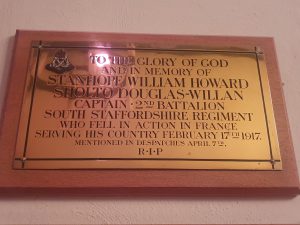 TO THE GLORY OF GOD
AND IN MEMORY OF
STANHOPE WILLIAM HOWARD
SHOLTO DOUGLAS-WILLAN
CAPTAIN · 2ND BATTALION
SOUTH STAFFORDSHIRE REGIMENT
WHO FELL IN ACTION IN FRANCE
SERVING HIS COUNTRY FEBRUARY 17TH 1917.
MENTIONED IN DESPATCHES APRIL 7TH.
R·I·P